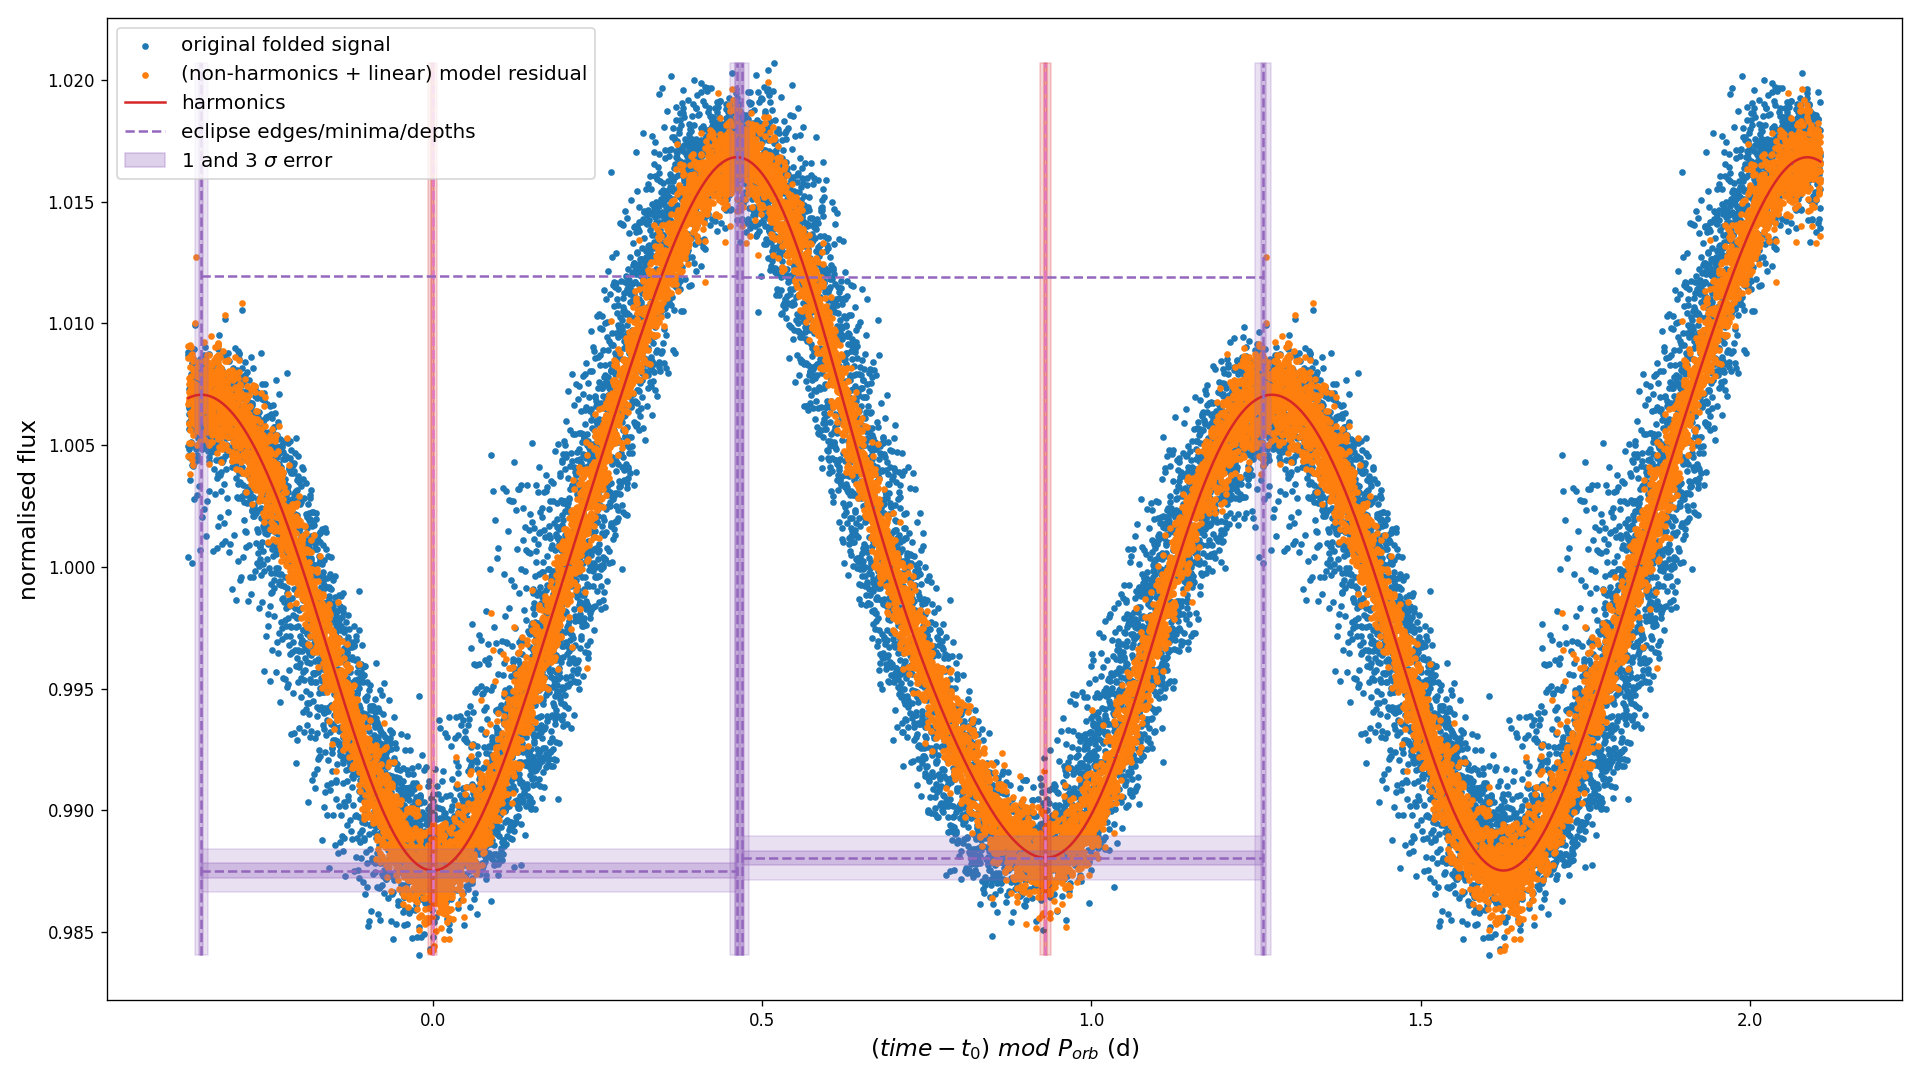 original folded signal
(non-harmonics + linear) model residual
harmonics
eclipse edges/minima/depths
1 and 3 σ error
normalised flux
1.020
1.015
1.010
1.005
1.000
0.995
0.990
0.985
0.0 0.5 1.0 1.5 2.0
(time − t₀) mod Pₒᵣb (d)